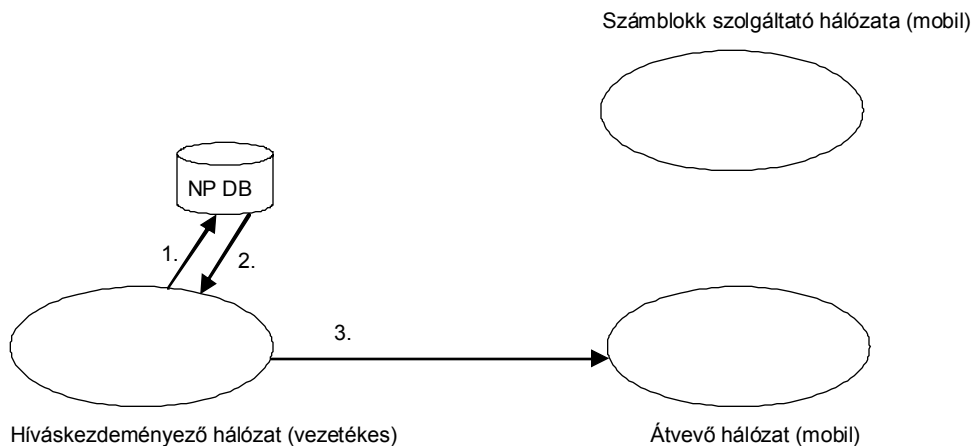 Számblokk szolgáltató hálózata (mobil)
NP DB
1.
2.
3.
Híváskezdeményező hálózat (vezetékes)
Átvevő hálózat (mobil)